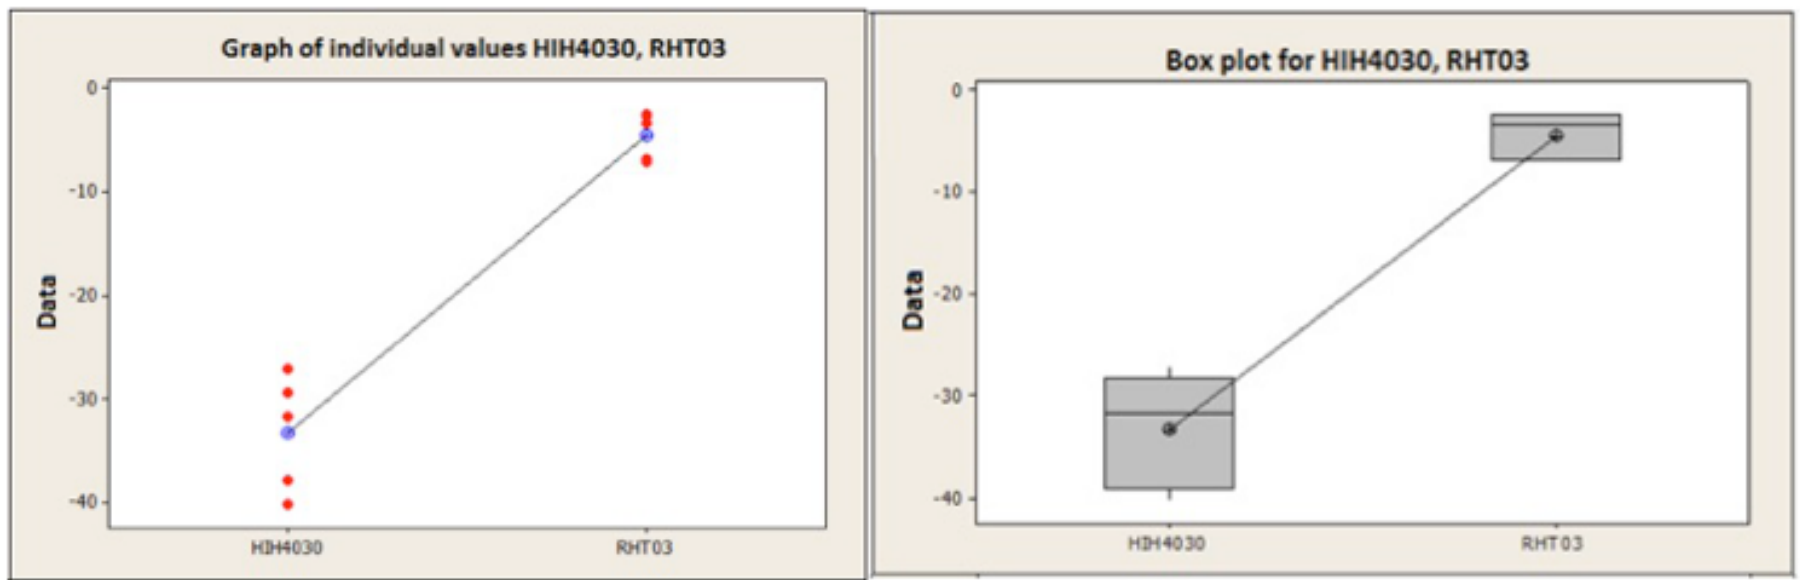 Graph of individual values HIH4030, RHT03
0
-10
-20
-30
-40
Data
HIH4030
RHT03
Box plot for HIH4030, RHT03
0
-10
-20
-30
-40
Data
HIH4030
RHT03